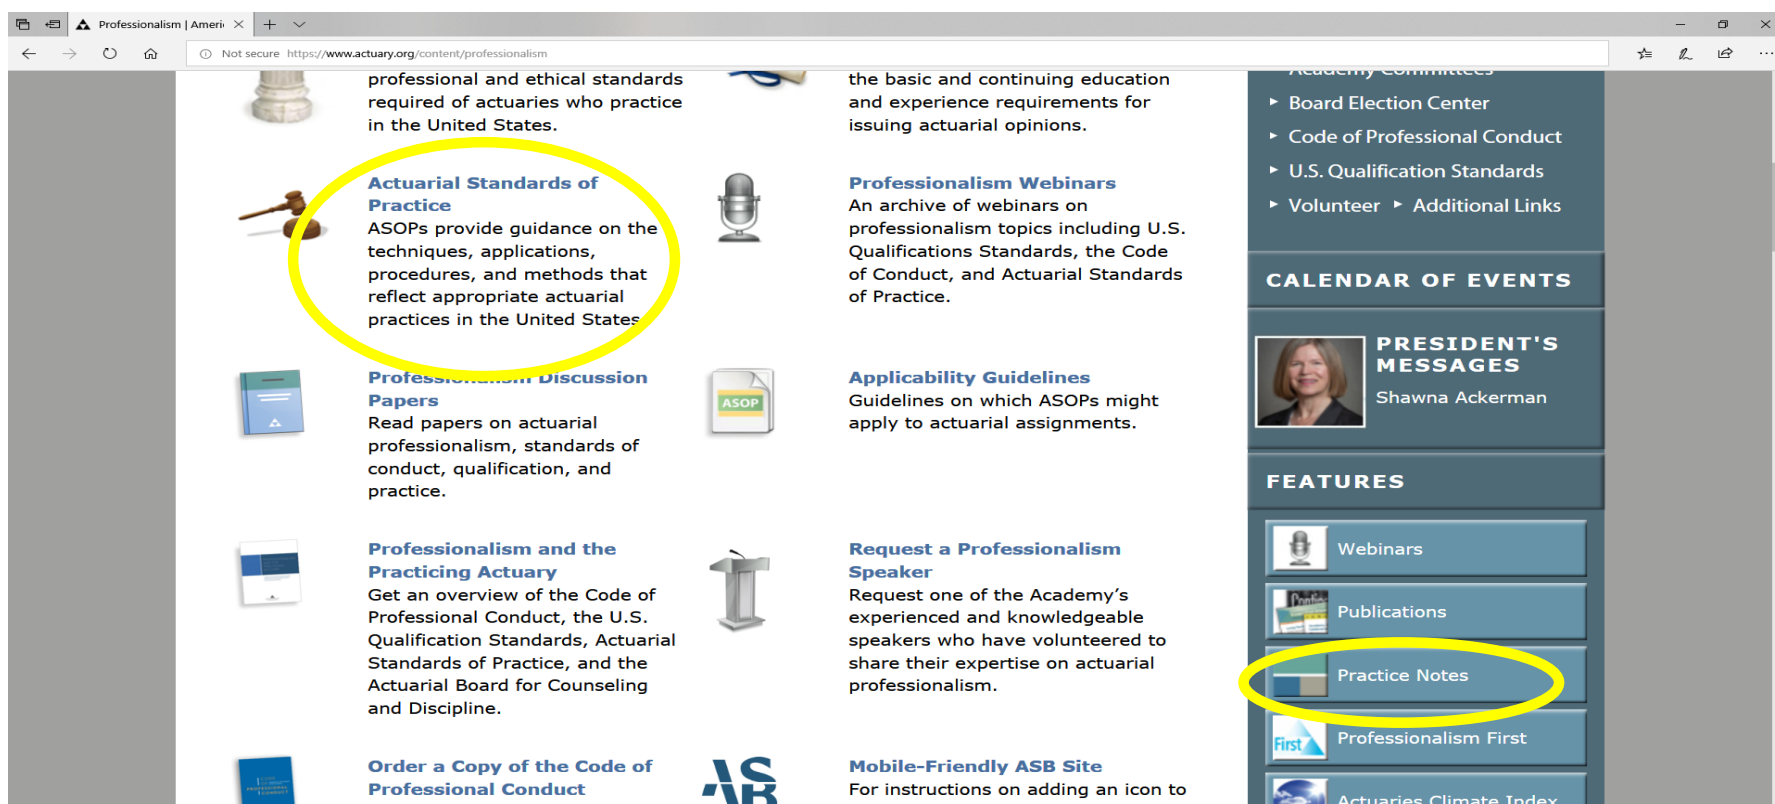 Professionalism | Ameri
Not secure https://www.actuary.org/content/professionalism
professional and ethical standards
required of actuaries who practice
in the United States.
the basic and continuing education
and experience requirements for
issuing actuarial opinions.
Actuarial Standards of
Practice
ASOPs provide guidance on the
techniques, applications,
procedures, and methods that
reflect appropriate actuarial
practices in the United States
Professionalism Webinars
An archive of webinars on
professionalism topics including U.S.
Qualifications Standards, the Code
of Conduct, and Actuarial Standards
of Practice.
Professionalism Discussion
Papers
Read papers on actuarial
professionalism, standards of
conduct, qualification, and
practice.
ASOP
Applicability Guidelines
Guidelines on which ASOPs might
apply to actuarial assignments.
Professionalism and the
Practicing Actuary
Get an overview of the Code of
Professional Conduct, the U.S.
Qualification Standards, Actuarial
Standards of Practice, and the
Actuarial Board for Counseling
and Discipline.
Request a Professionalism
Speaker
Request one of the Academy's
experienced and knowledgeable
speakers who have volunteered to
share their expertise on actuarial
professionalism.
Order a Copy of the Code of
Professional Conduct
ASB
Mobile-Friendly ASB Site
For instructions on adding an icon to
Academy Committees
Board Election Center
Code of Professional Conduct
U.S. Qualification Standards
Volunteer Additional Links
CALENDAR OF EVENTS
PRESIDENT'S
MESSAGES
Shawna Ackerman
FEATURES
Webinars
Publications
Practice Notes
First
Professionalism First
Actuaries Climate Index